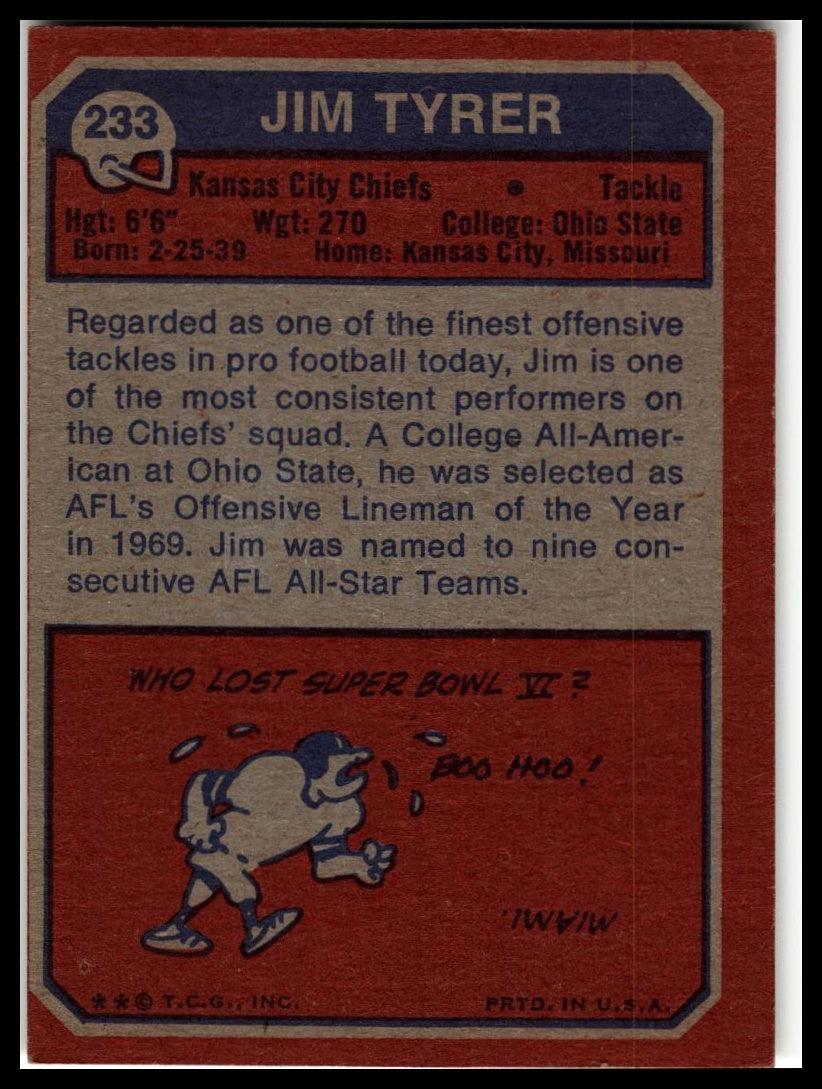 233
JIM TYRER
Kansas City Chiefs • Tackle
Hgt: 6'6" Wgt: 270 College: Ohio State
Born: 2-25-39 Home: Kansas City, Missouri
Regarded as one of the finest offensive
tackles in pro football today, Jim is one
of the most consistent performers on
the Chiefs' squad. A College All-Amer-
ican at Ohio State, he was selected as
AFL's Offensive Lineman of the Year
in 1969. Jim was named to nine con-
secutive AFL All-Star Teams.
WHO LOST SUPER BOWL VI?
BOO HOO!
MIAMI.
**© T.C.G., INC. PRTD. IN U.S.A.